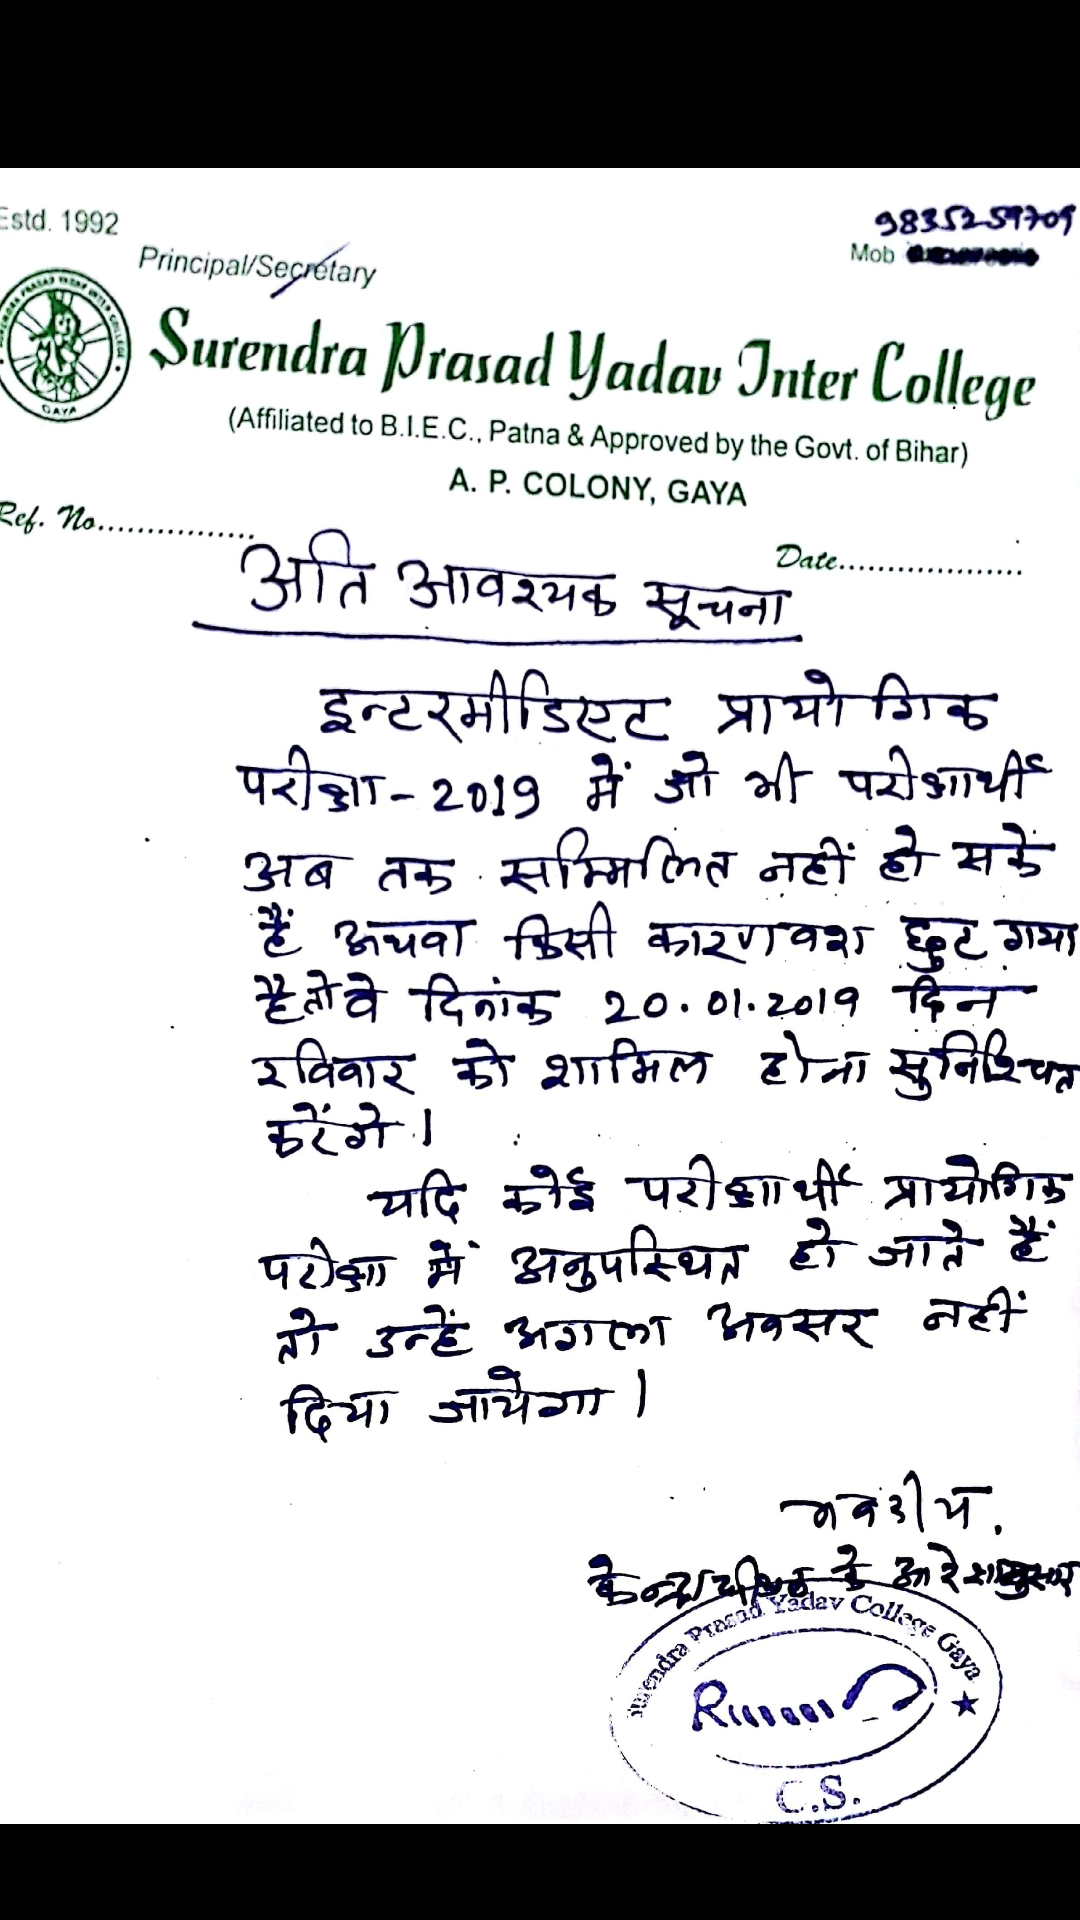 Estd. 1992
9835259709
Mob
Principal/Secretary
Surendra Prasad Yadav Inter College
(Affiliated to B.I.E.C., Patna & Approved by the Govt. of Bihar)
A. P. COLONY, GAYA
Ref. No...............
Date....................
अति आवश्यक सूचना
इन्टरमीडिएट प्रायोगिक
परीक्षा-2019 में जो भी परीक्षार्थी
अब तक सम्मिलित नहीं हो सकें
हैं अथवा किसी कारणवश छुट गया
है तो वे दिनांक 20.01.2019 दिन
रविवार को शामिल होना सुनिश्चित
करेंगे।
यदि कोई परीक्षार्थी प्रायोगिक
परीक्षा में अनुपस्थित हो जाते हैं
तो उन्हें अगला अवसर नहीं
दिया जायेगा।
भवदीय.
केन्द्राधीक्षक के आदेशानुसार
Surendra Prasad Yadav College Gaya
C.S.